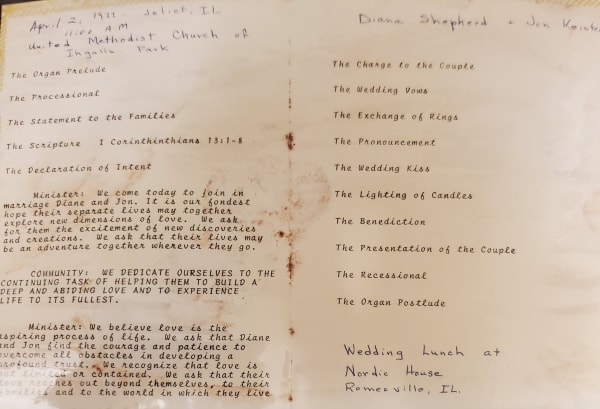 April 2, 1977. Joliet, IL
11:00 A.M
United Methodist Church of
Ingalls Park
The Organ Prelude
The Processional
The Statement to the Families
The Scripture 1 Corinthinthians 13:1-8
The Declaration of Intent
Minister: We come today to join in
marriage Diane and Jon. It is our fondest
hope their separate lives may together
explore new dimensions of love. We ask
for them the excitement of new discoveries
and creations. We ask that their lives may
be an adventure together wherever they go.
COMMUNITY: WE DEDICATE OURSELVES TO THE
CONTINUING TASK OF HELPING THEM TO BUILD A
DEEP AND ABIDING LOVE AND TO EXPERIENCE
LIFE TO ITS FULLEST.
Minister: We believe love is the
aspiring process of life. We ask that Diane
and Jon find the courage and patience to
overcome all obstacles in developing a
profound trust. We recognize that love is
not limited or contained. We ask that their
love reaches out beyond themselves, to their
families and to the world in which they live
Diana Shepherd & Jon
The Charge to the Couple
The Wedding Vows
The Exchange of Rings
The Pronouncement
The Wedding Kiss
The Lighting of Candles
The Benediction
The Presentation of the Couple
The Recessional
The Organ Postlude
Wedding Lunch at
Nordic House
Romeoville, IL.